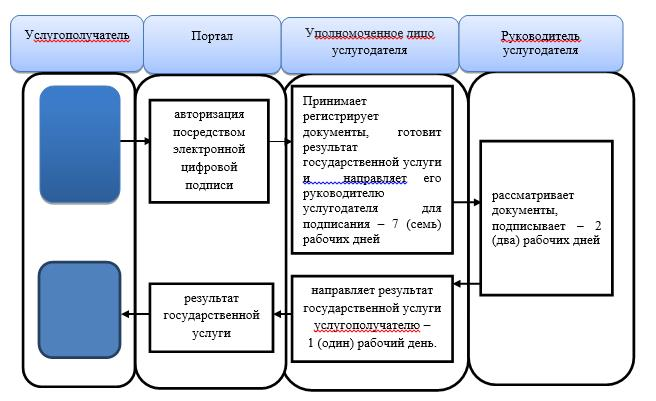 Услугополучатель
Портал
Уполномоченное лицо
услугодателя
Руководитель
услугодателя
авторизация
посредством
электронной
цифровой
подписи
Принимает
регистрирует
документы, готовит
результат
государственной услуги
и направляет его
руководителю
услугодателя для
подписания – 7 (семь)
рабочих дней
рассматривает
документы,
подписывает – 2
(два) рабочих дней
результат
государственной
услуги
направляет результат
государственной услуги
услугополучателю –
1 (один) рабочий день.